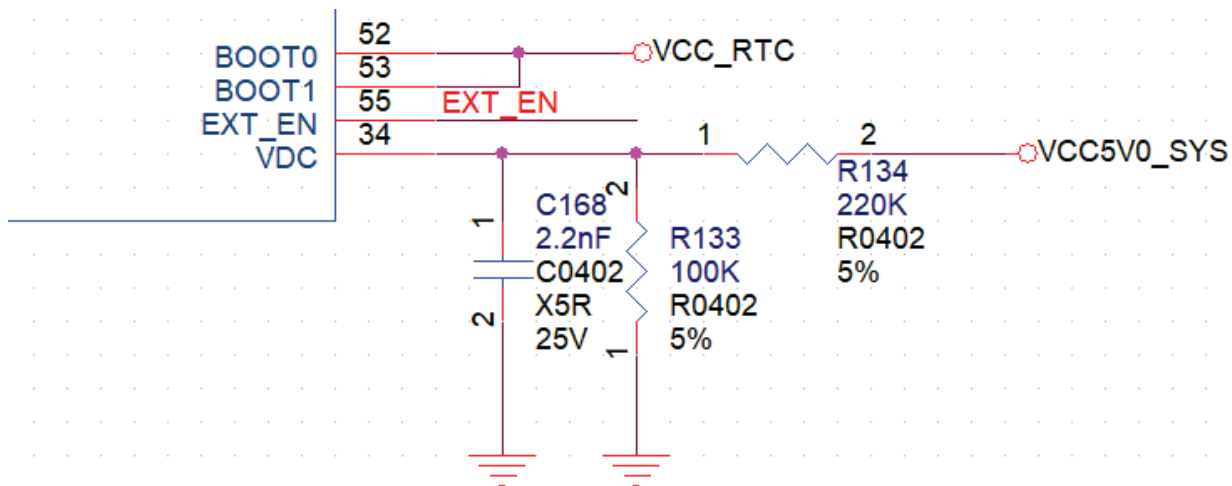 52
BOOT0
VCC_RTC
53
BOOT1
55
EXT_EN
EXT_EN
34
VDC
1
2
VCC5V0_SYS
R134
220K
R0402
5%
1
2
C168
2.2nF
C0402
X5R
25V
2
1
R133
100K
R0402
5%